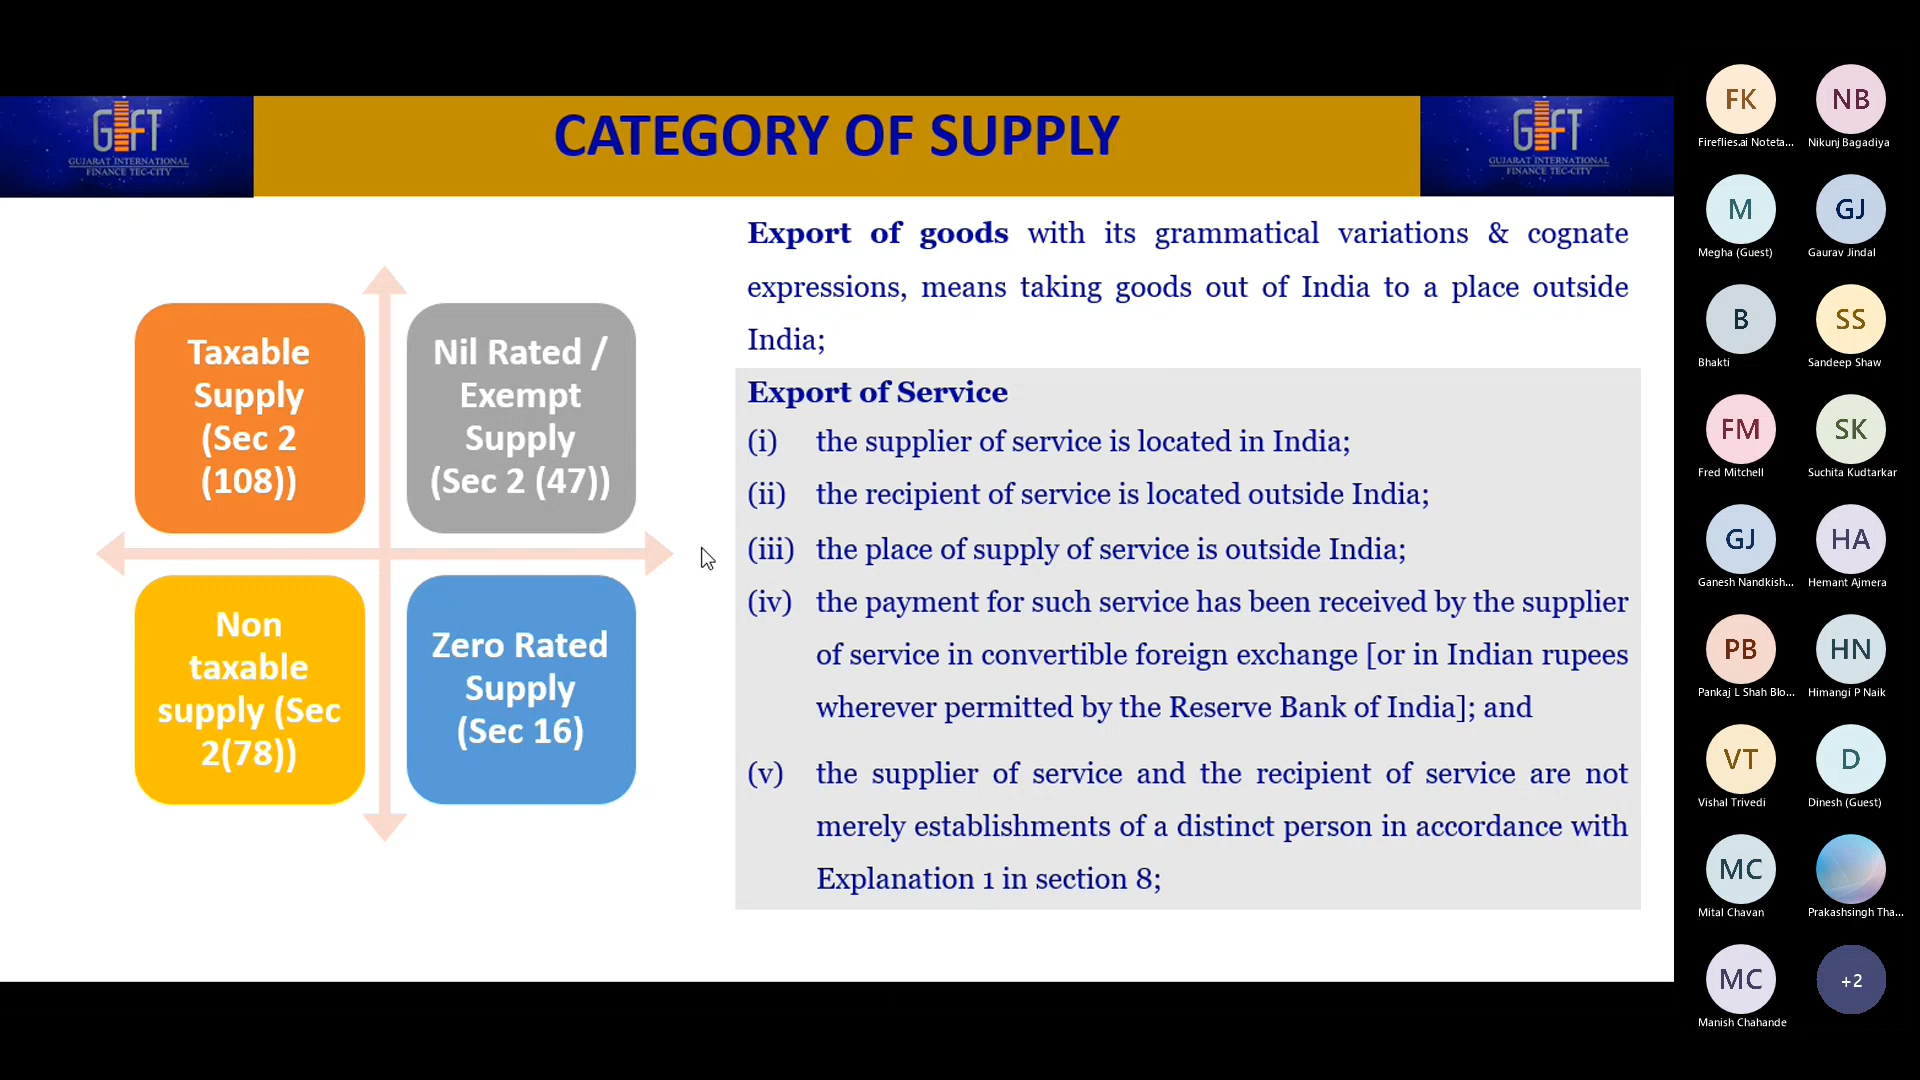 GIFT
GUJARAT INTERNATIONAL
FINANCE TEC-CITY
CATEGORY OF SUPPLY
GIFT
GUJARAT INTERNATIONAL
FINANCE TEC-CITY
Taxable
Supply
(Sec 2
(108))
Nil Rated /
Exempt
Supply
(Sec 2 (47))
Non
taxable
supply (Sec
2(78))
Zero Rated
Supply
(Sec 16)
Export of goods with its grammatical variations & cognate
expressions, means taking goods out of India to a place outside
India;
Export of Service
(i) the supplier of service is located in India;
(ii) the recipient of service is located outside India;
(iii) the place of supply of service is outside India;
(iv) the payment for such service has been received by the supplier
of service in convertible foreign exchange [or in Indian rupees
wherever permitted by the Reserve Bank of India]; and
(v) the supplier of service and the recipient of service are not
merely establishments of a distinct person in accordance with
Explanation 1 in section 8;
FK
Fireflies.ai Noteta...
NB
Nikunj Bagadiya
M
Megha (Guest)
GJ
Gaurav Jindal
B
Bhakti
SS
Sandeep Shaw
FM
Fred Mitchell
SK
Suchita Kudtarkar
GJ
Ganesh Nandkish...
HA
Hemant Ajmera
PB
Pankaj L Shah Blo...
HN
Himangi P Naik
VT
Vishal Trivedi
D
Dinesh (Guest)
MC
Mital Chavan
Prakashsingh Tha...
MC
Manish Chahande
+2